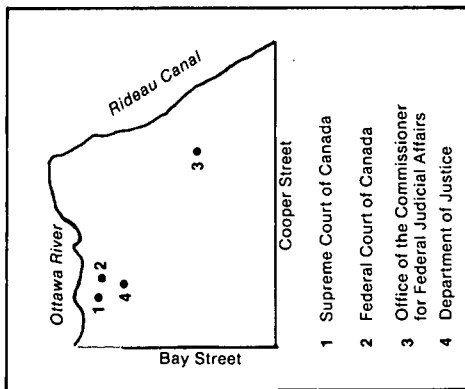 Ottawa River
Rideau Canal
1
2
4
3
Bay Street
Cooper Street
1 Supreme Court of Canada
2 Federal Court of Canada
3 Office of the Commissioner
for Federal Judicial Affairs
4 Department of Justice